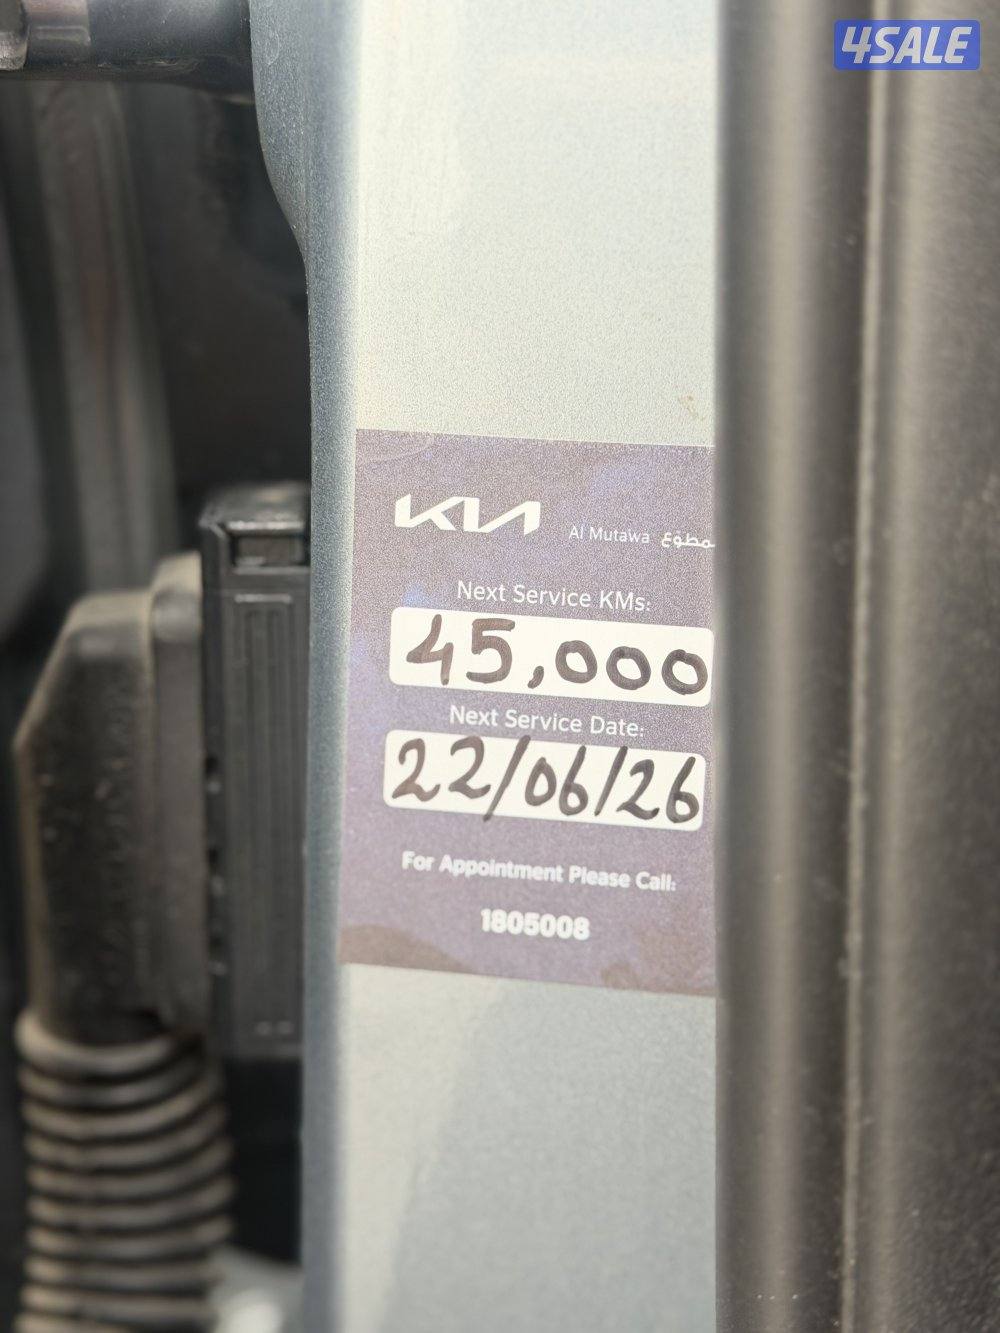 4SALE
KIA
Al Mutawa مطوع
Next Service KMs:
45,000
Next Service Date:
22/06/26
For Appointment Please Call:
1805008